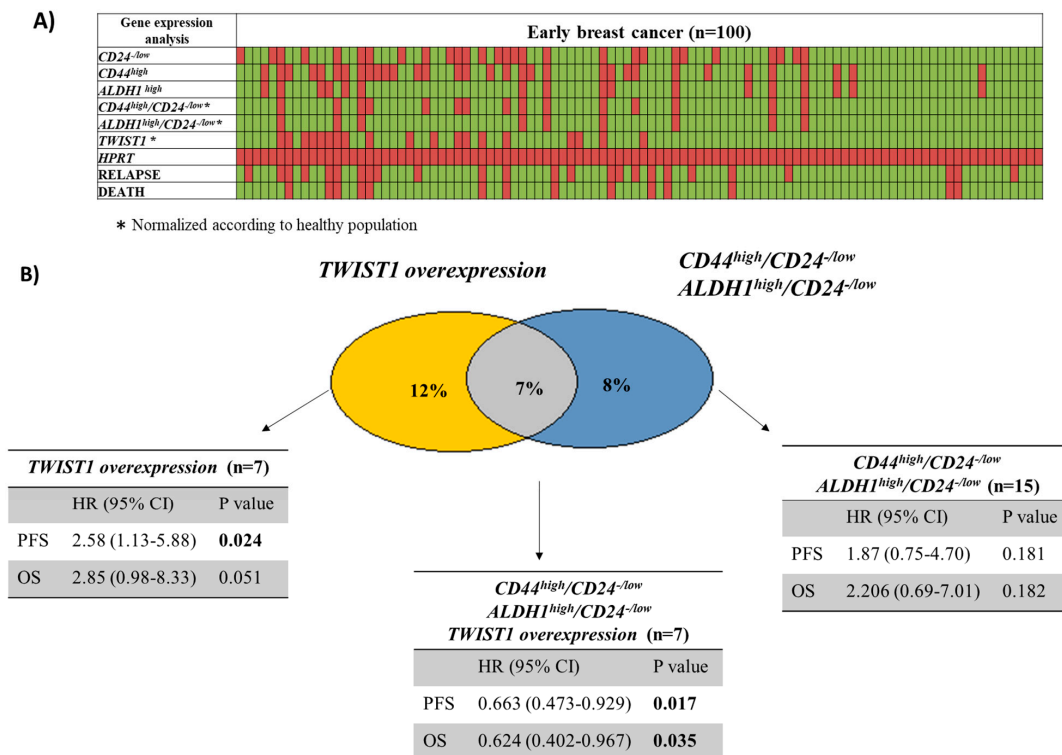 A)
Gene expression analysis
Early breast cancer (n=100)
CD24-/low
CD44high
ALDH1 high
CD44high/CD24-/low*
ALDH1high/CD24-/low*
TWIST1 *
HPRT
RELAPSE
DEATH
* Normalized according to healthy population
B)
TWIST1 overexpression
CD44high/CD24-/low
ALDH1high/CD24-/low
12%
7%
8%
TWIST1 overexpression (n=7)
HR (95% CI) P value
PFS 2.58 (1.13-5.88) 0.024
OS 2.85 (0.98-8.33) 0.051
CD44high/CD24-/low
ALDH1high/CD24-/low (n=15)
HR (95% CI) P value
PFS 1.87 (0.75-4.70) 0.181
OS 2.206 (0.69-7.01) 0.182
CD44high/CD24-/low
ALDH1high/CD24-/low
TWIST1 overexpression (n=7)
HR (95% CI) P value
PFS 0.663 (0.473-0.929) 0.017
OS 0.624 (0.402-0.967) 0.035